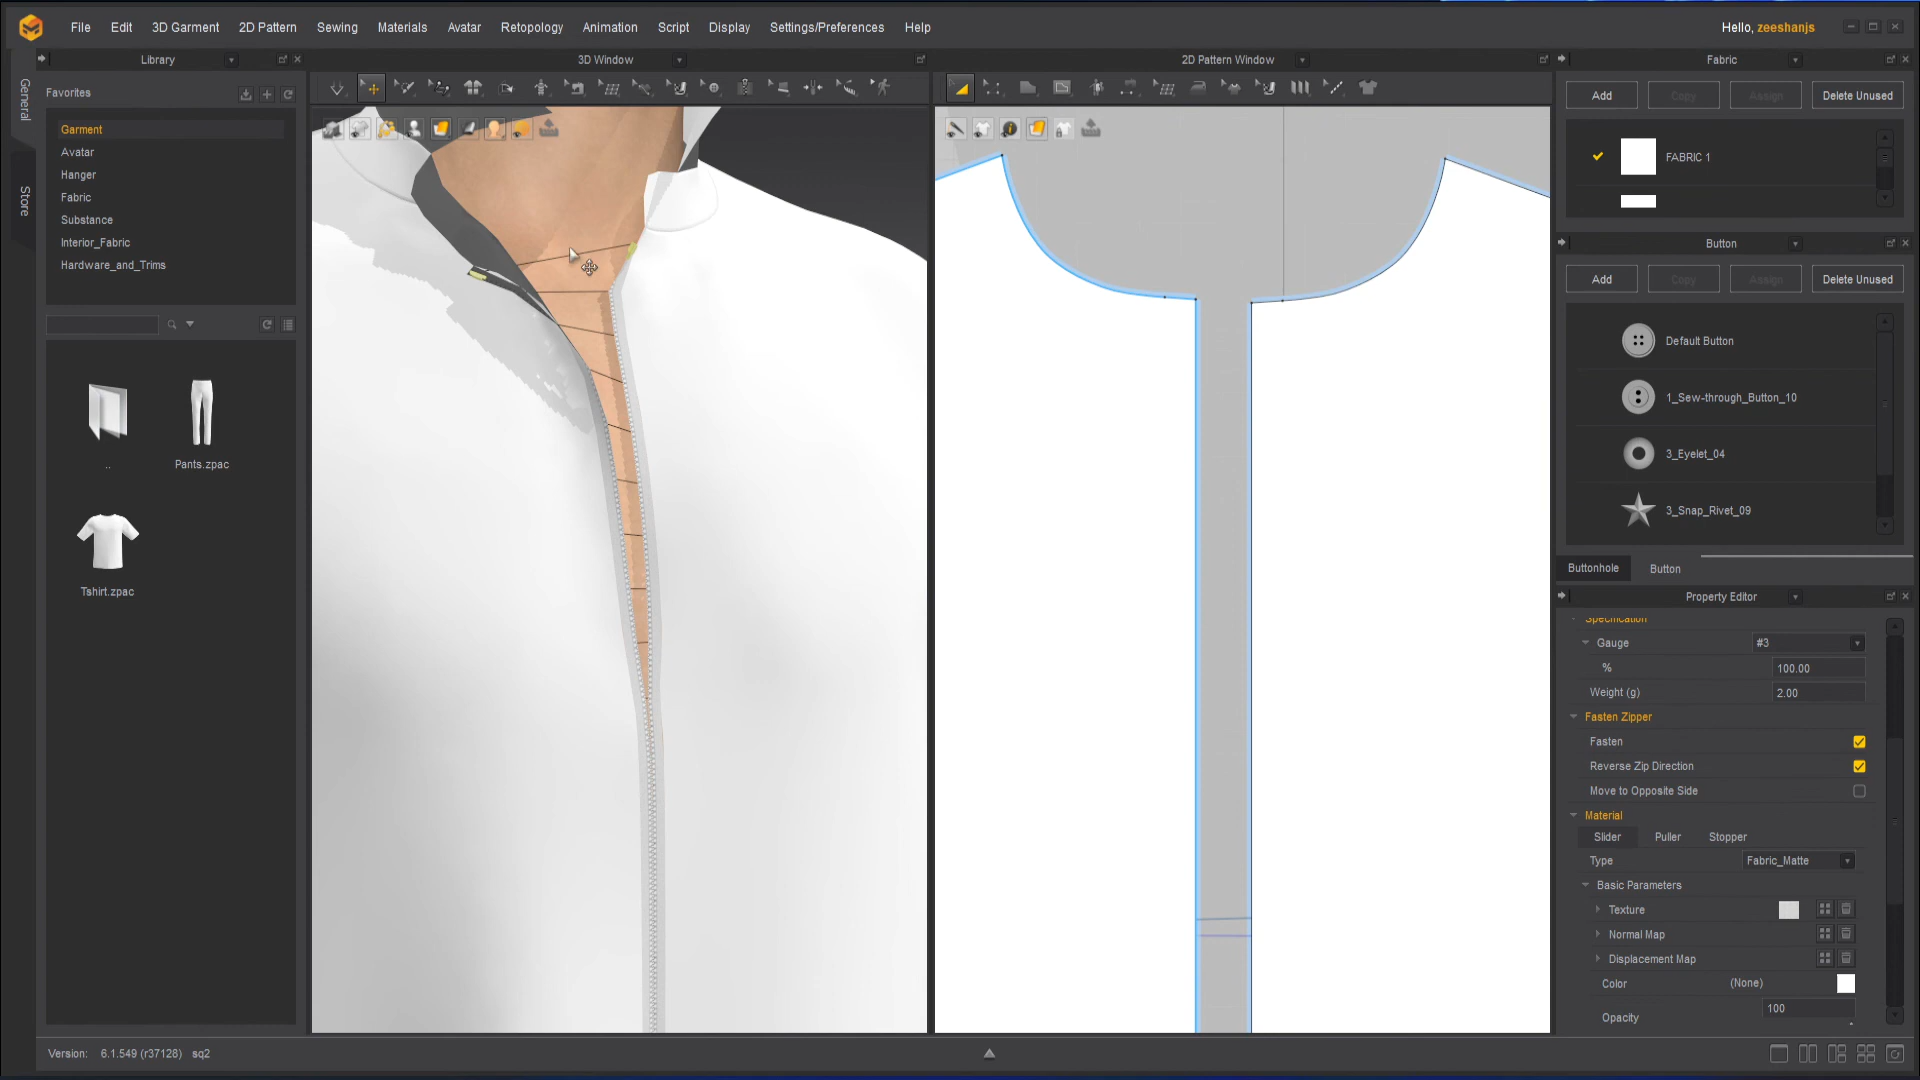 File Edit 3D Garment 2D Pattern Sewing Materials Avatar Retopology Animation Script Display Settings/Preferences Help
Hello, zeeshanjs
Library
3D Window
2D Pattern Window
Fabric
General
Store
Favorites
Garment
Avatar
Hanger
Fabric
Substance
Interior_Fabric
Hardware_and_Trims
..
Pants.zpac
Tshirt.zpac
Add Copy Assign Delete Unused
FABRIC 1
Button
Add Copy Assign Delete Unused
Default Button
1_Sew-through_Button_10
3_Eyelet_04
3_Snap_Rivet_09
Buttonhole Button
Property Editor
Specification
Gauge #3
% 100.00
Weight (g) 2.00
Fasten Zipper
Fasten
Reverse Zip Direction
Move to Opposite Side
Material
Slider Puller Stopper
Type Fabric_Matte
Basic Parameters
Texture
Normal Map
Displacement Map
Color (None)
Opacity 100
Version: 6.1.549 (r37128) sq2